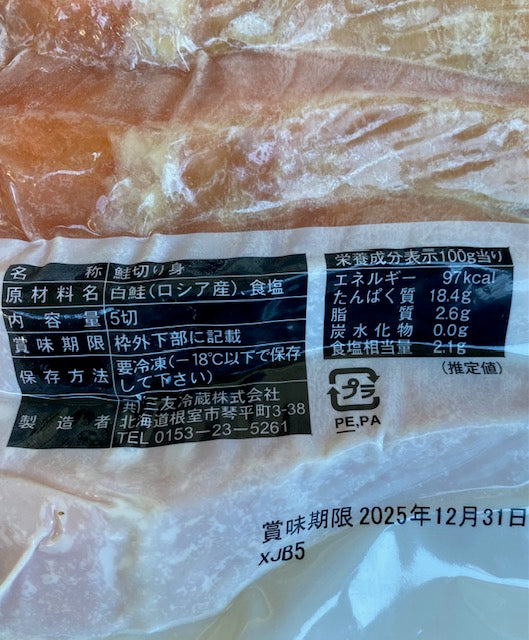 名称 鮭切り身
原材料名 白鮭(ロシア産)、食塩
内容量 5切
賞味期限 枠外下部に記載
保存方法 要冷凍(−18℃以下で保存
して下さい)
製造者 共)三友冷蔵株式会社
北海道根室市琴平町3-38
TEL 0153-23-5261
栄養成分表示100g当り
エネルギー 97kcal
たんぱく質 18.4g
脂質 2.6g
炭水化物 0.0g
食塩相当量 2.1g
(推定値)
プラ
PE,PA
賞味期限 2025年12月31日
XJB5